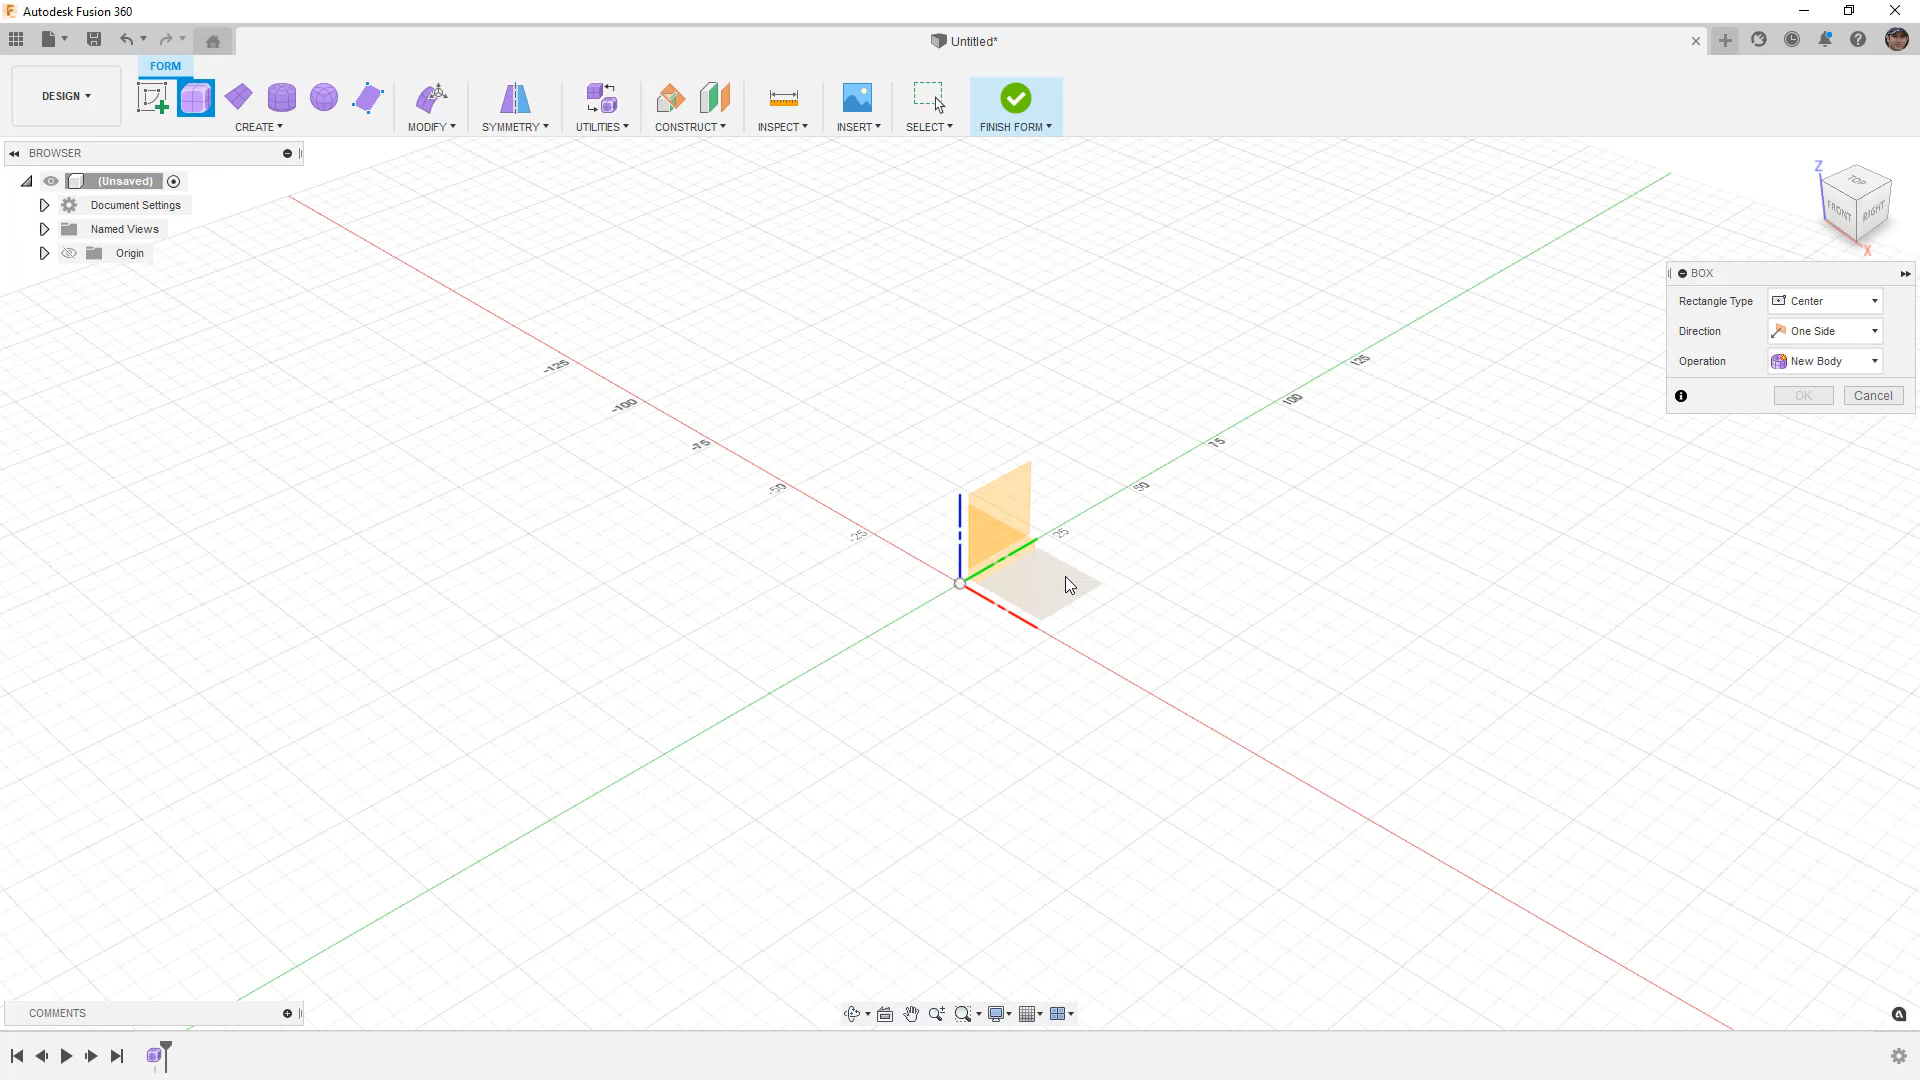 Autodesk Fusion 360
Untitled*
FORM
DESIGN
CREATE
MODIFY
SYMMETRY
UTILITIES
CONSTRUCT
INSPECT
INSERT
SELECT
FINISH FORM
BROWSER
(Unsaved)
Document Settings
Named Views
Origin
Z
TOP
FRONT
RIGHT
X
BOX
Rectangle Type
Center
Direction
One Side
Operation
New Body
OK
Cancel
-125
-100
-75
-50
-25
125
100
75
50
25
COMMENTS